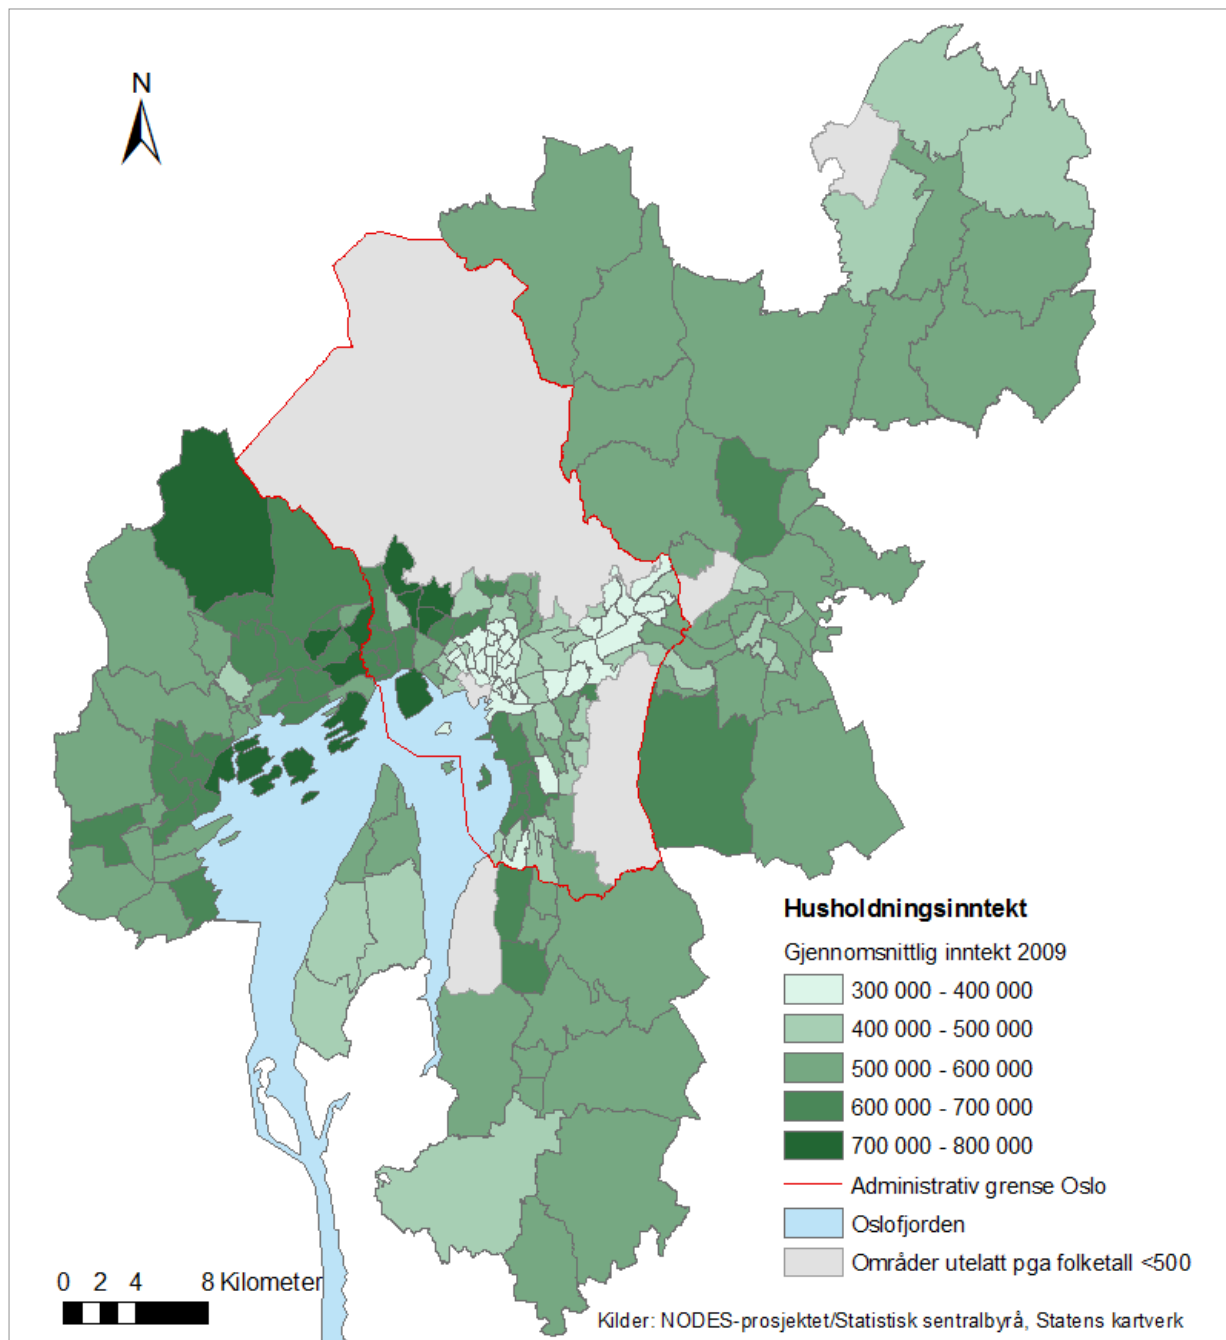 N
Husholdningsinntekt
Gjennomsnittlig inntekt 2009
300 000 - 400 000
400 000 - 500 000
500 000 - 600 000
600 000 - 700 000
700 000 - 800 000
Administrativ grense Oslo
Oslofjorden
Områder utelatt pga folketall <500
0 2 4 8 Kilometer
Kilder: NODES-prosjektet/Statistisk sentralbyrå, Statens kartverk